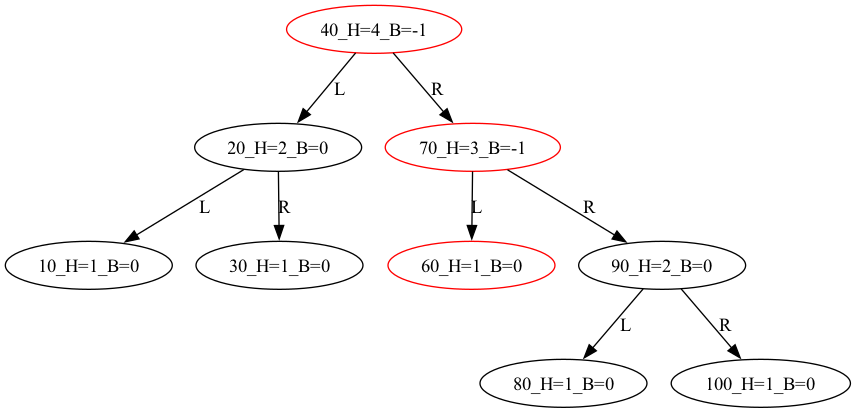 40_H=4_B=-1
L
R
20_H=2_B=0
70_H=3_B=-1
L
R
L
R
10_H=1_B=0
30_H=1_B=0
60_H=1_B=0
90_H=2_B=0
L
R
80_H=1_B=0
100_H=1_B=0